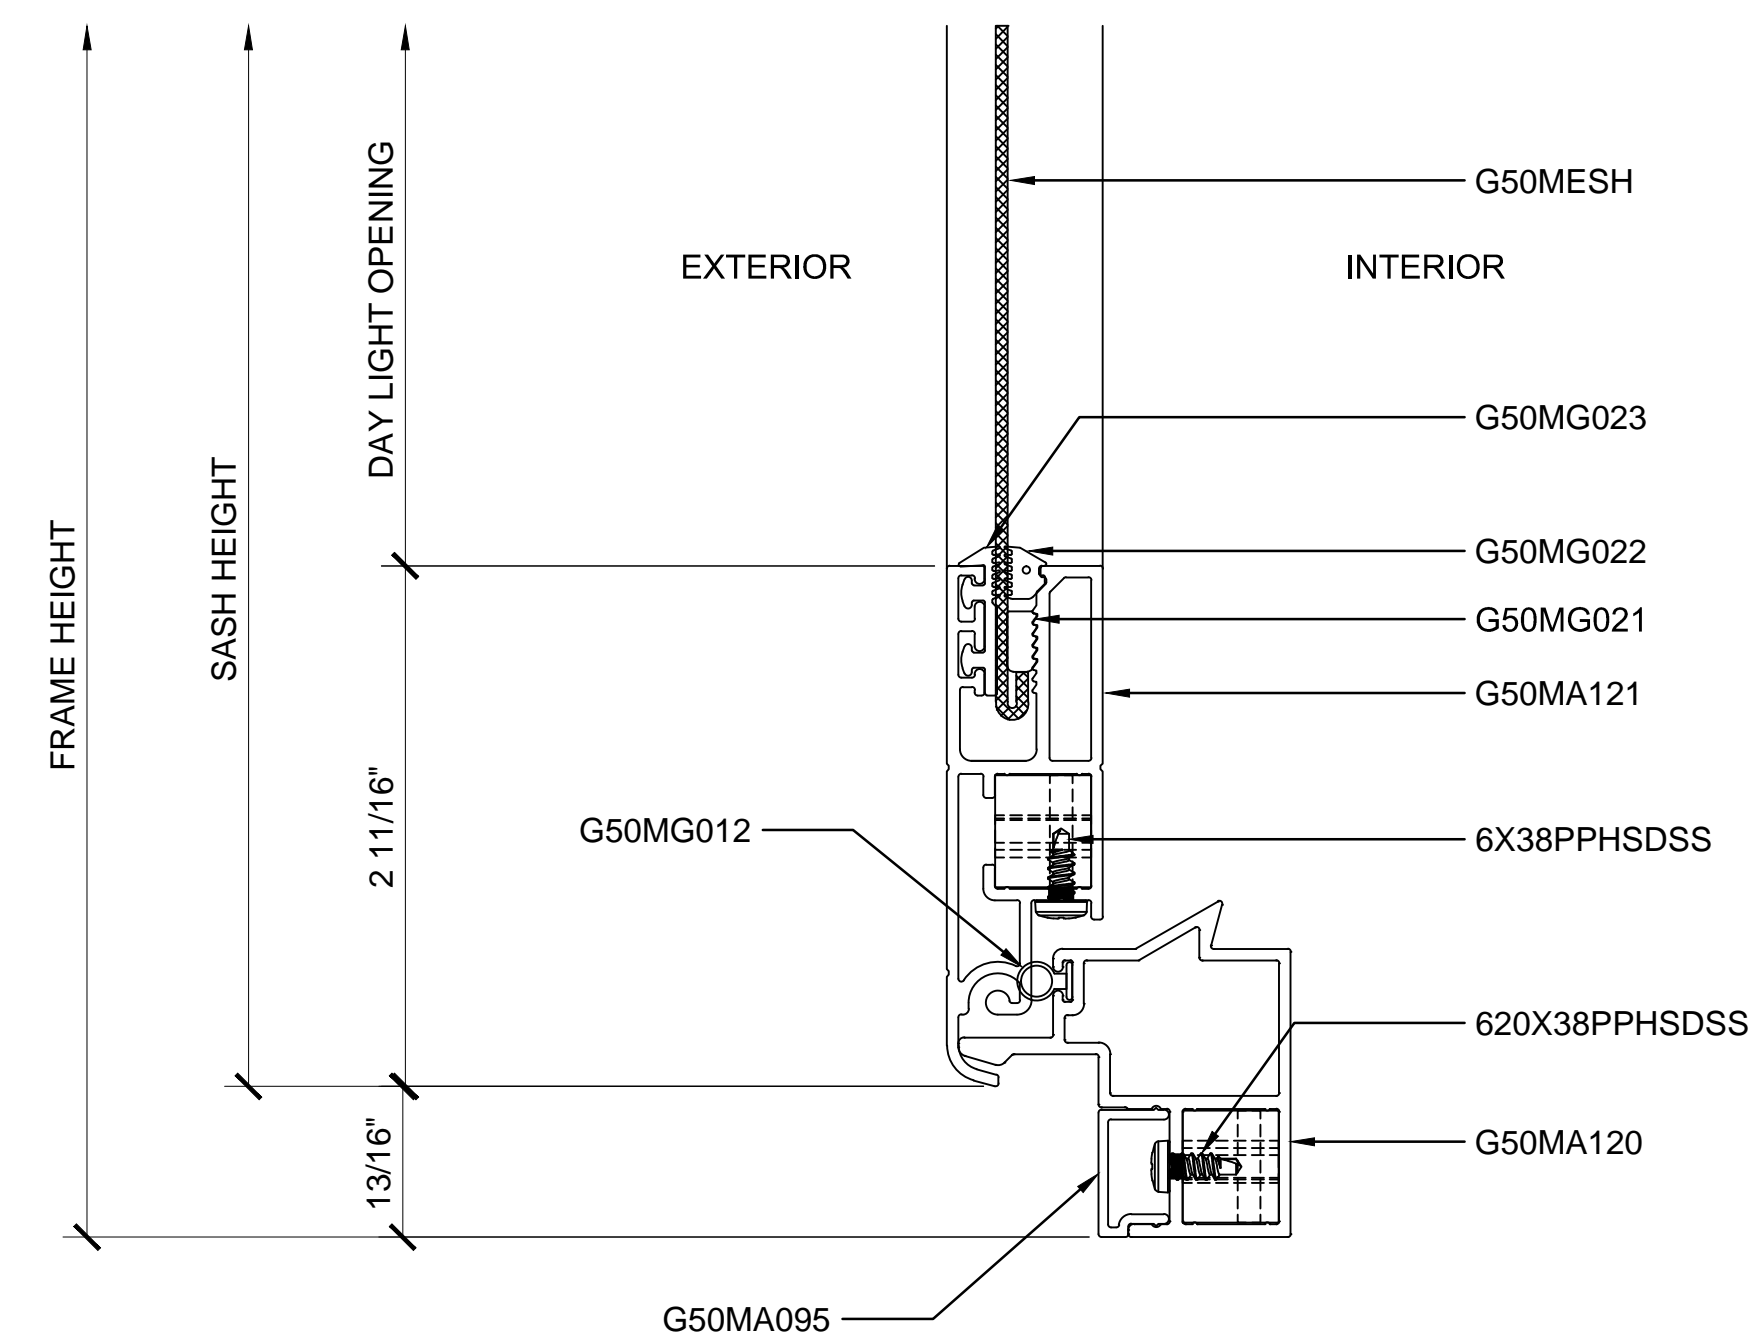 G50MESH
EXTERIOR
INTERIOR
DAY LIGHT OPENING
G50MG023
SASH HEIGHT
FRAME HEIGHT
G50MG022
G50MG021
G50MA121
2 11/16"
G50MG012
6X38PPHSDSS
620X38PPHSDSS
13/16"
G50MA120
G50MA095